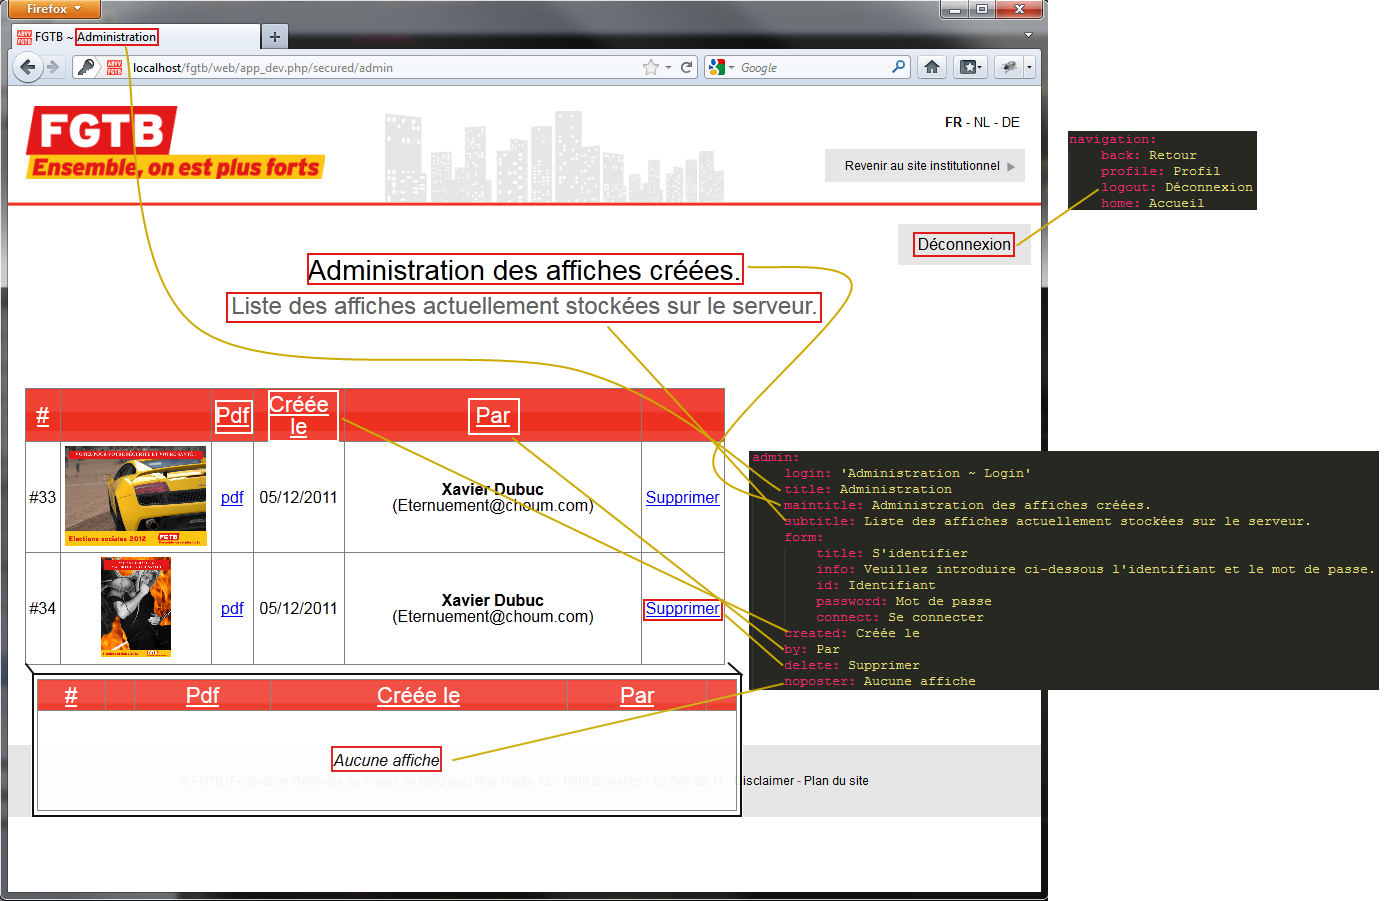 Firefox
FGTB ~ Administration
localhost/fgtb/web/app_dev.php/secured/admin
Google
FGTB
Ensemble, on est plus forts
FR - NL - DE
Revenir au site institutionnel
Déconnexion
Administration des affiches créées.
Liste des affiches actuellement stockées sur le serveur.
# Pdf Créée le Par
VOTEZ POUR VOTRE SÉCURITÉ ET VOTRE SANTÉ !
Elections sociales 2012 FGTB
#33 pdf 05/12/2011 Xavier Dubuc Supprimer
(Eternuement@choum.com)
#34 pdf 05/12/2011 Xavier Dubuc Supprimer
(Eternuement@choum.com)
# Pdf Créée le Par
Aucune affiche
© FGTB (Fédération Générale du Travail de Belgique) Rue Haute 42 - 1000 Bruxelles - 02 506 82 11 - Disclaimer - Plan du site
navigation:
back: Retour
profile: Profil
logout: Déconnexion
home: Accueil
admin:
login: 'Administration ~ Login'
title: Administration
maintitle: Administration des affiches créées.
subtitle: Liste des affiches actuellement stockées sur le serveur.
form:
title: S'identifier
info: Veuillez introduire ci-dessous l'identifiant et le mot de passe.
id: Identifiant
password: Mot de passe
connect: Se connecter
created: Créée le
by: Par
delete: Supprimer
noposter: Aucune affiche